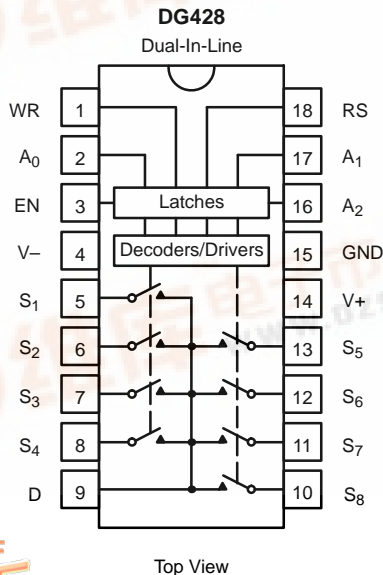 DG428
Dual-In-Line
WR 1 18 RS
A₀ 2 17 A₁
EN 3 Latches 16 A₂
V– 4 Decoders/Drivers 15 GND
S₁ 5 14 V+
S₂ 6 13 S₅
S₃ 7 12 S₆
S₄ 8 11 S₇
D 9 10 S₈
Top View